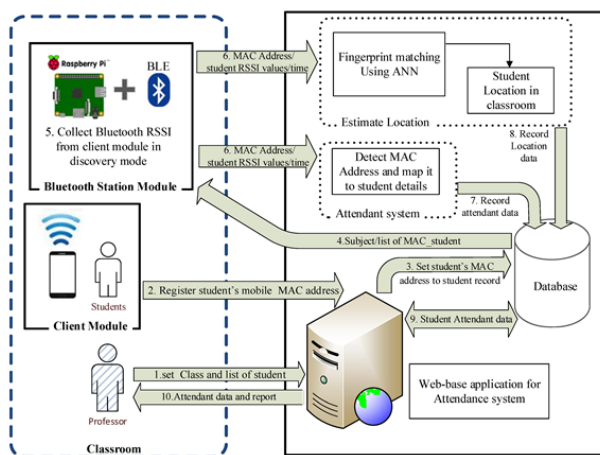 Raspberry Pi
BLE
5. Collect Bluetooth RSSI
from client module in
discovery mode
Bluetooth Station Module
6. MAC Address/
student RSSI values/time
Fingerprint matching
Using ANN
Student
Location in
classroom
Estimate Location
6. MAC Address/
student RSSI values/time
Detect MAC
Address and map it
to student details
Attendant system
8. Record
Location
data
7. Record
attendant data
4.Subject/list of MAC_student
Students
Client Module
2. Register student's mobile MAC address
3. Set student's MAC
address to student record
Database
9. Student Attendant data
Professor
1.set Class and list of student
10.Attendant data and report
Web-base application for
Attendance system
Classroom